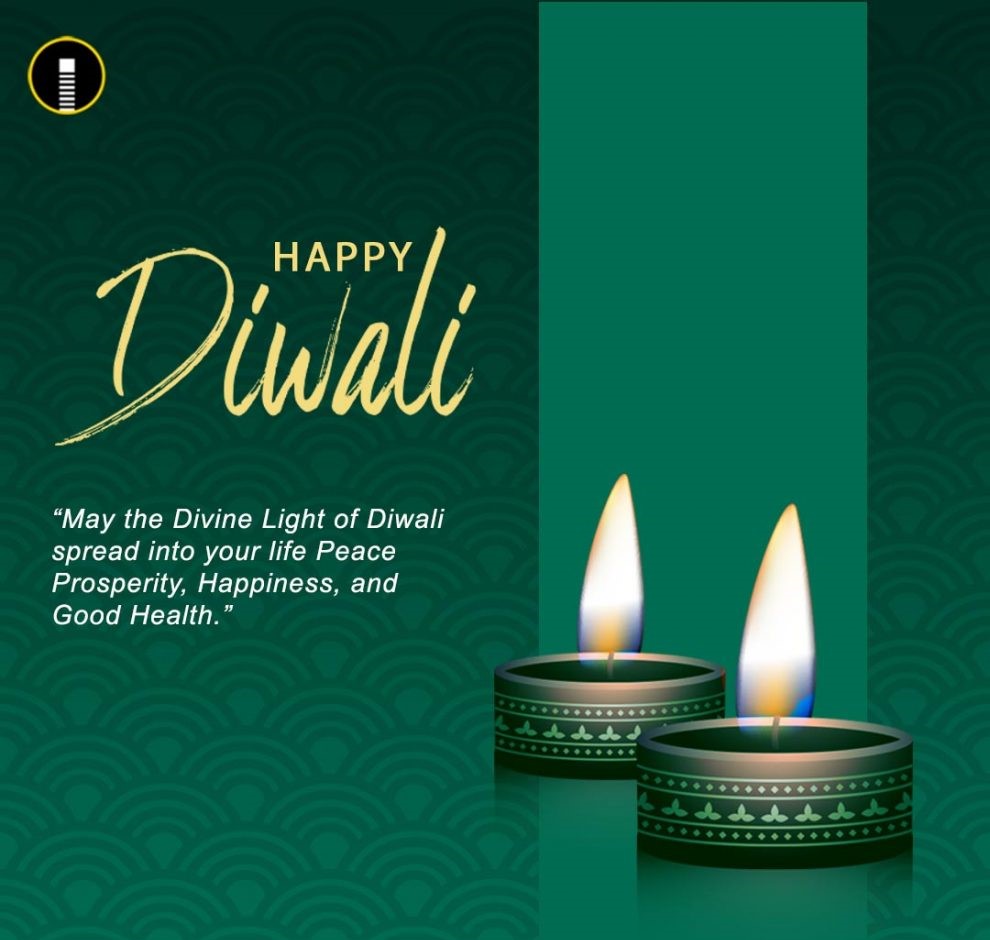 HAPPY
Diwali
“May the Divine Light of Diwali
spread into your life Peace
Prosperity, Happiness, and
Good Health.”